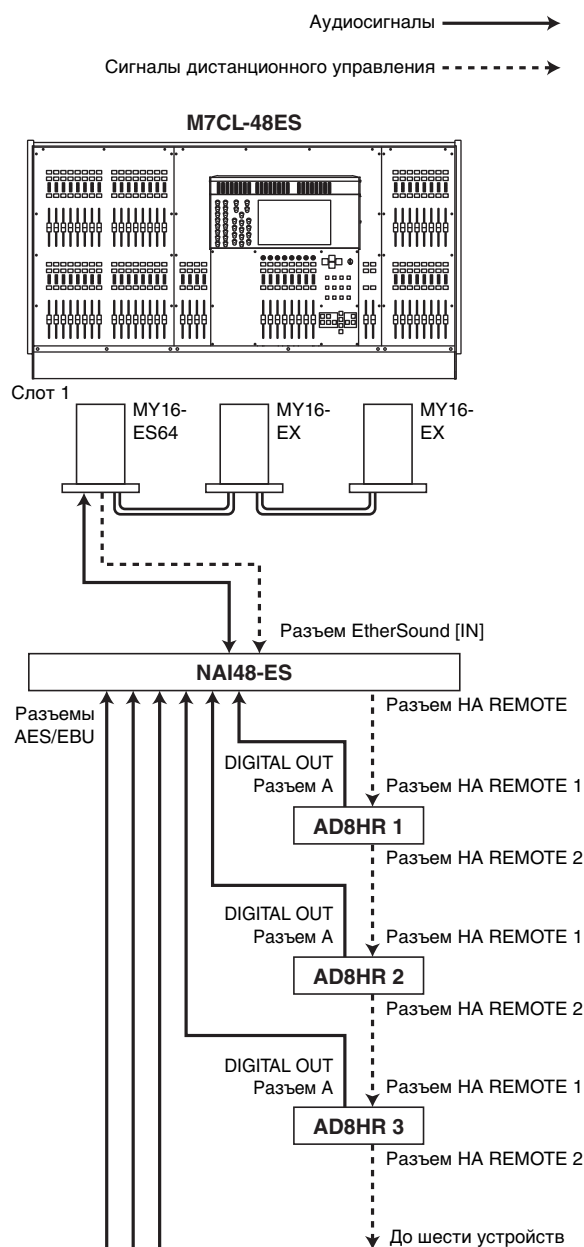 Аудиосигналы
Сигналы дистанционного управления
M7CL-48ES
Слот 1
MY16-
ES64
MY16-
EX
MY16-
EX
Разъем EtherSound [IN]
NAI48-ES
Разъемы
AES/EBU
Разъем HA REMOTE
DIGITAL OUT
Разъем A
Разъем HA REMOTE 1
AD8HR 1
Разъем HA REMOTE 2
DIGITAL OUT
Разъем A
Разъем HA REMOTE 1
AD8HR 2
Разъем HA REMOTE 2
DIGITAL OUT
Разъем A
Разъем HA REMOTE 1
AD8HR 3
Разъем HA REMOTE 2
До шести устройств